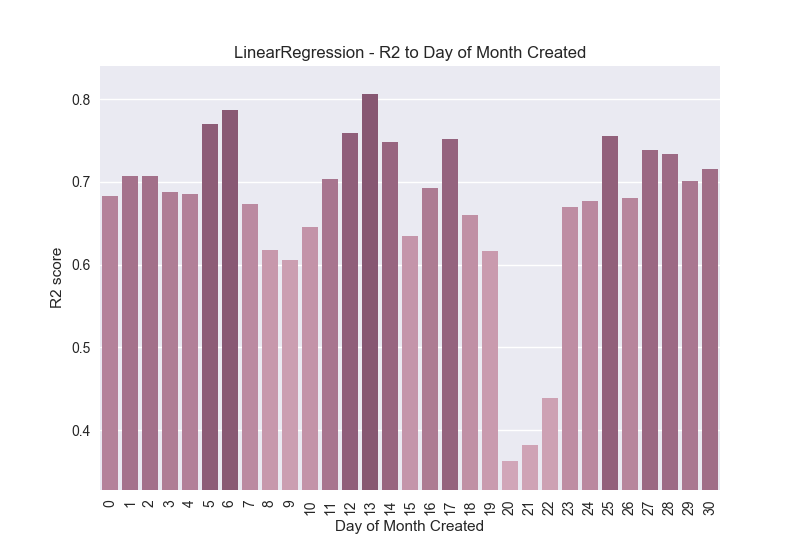 LinearRegression - R2 to Day of Month Created
0.8
0.7
0.6
0.5
0.4
R2 score
0 1 2 3 4 5 6 7 8 9 10 11 12 13 14 15 16 17 18 19 20 21 22 23 24 25 26 27 28 29 30
Day of Month Created